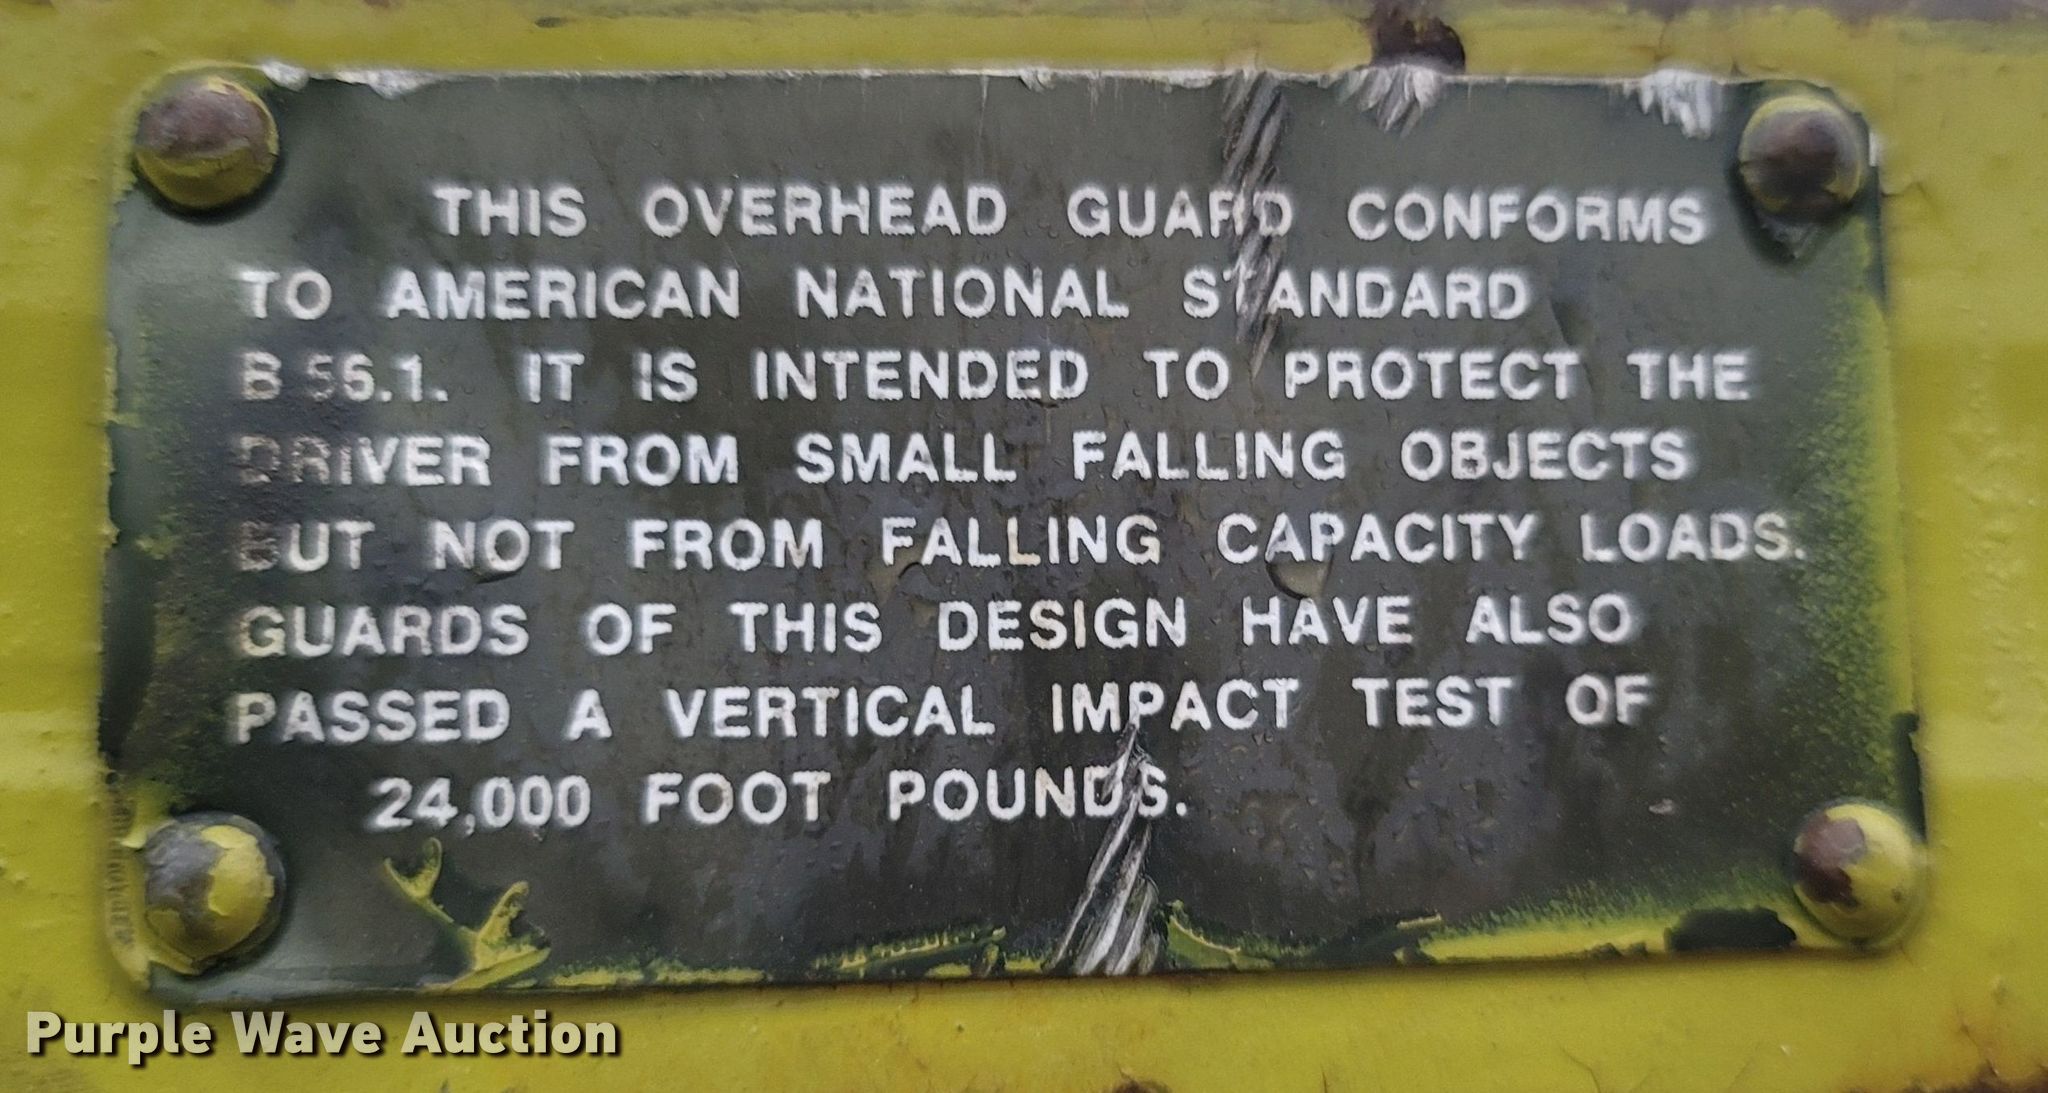 THIS OVERHEAD GUARD CONFORMS
TO AMERICAN NATIONAL STANDARD
B 56.1. IT IS INTENDED TO PROTECT THE
DRIVER FROM SMALL FALLING OBJECTS
BUT NOT FROM FALLING CAPACITY LOADS.
GUARDS OF THIS DESIGN HAVE ALSO
PASSED A VERTICAL IMPACT TEST OF
24,000 FOOT POUNDS.
Purple Wave Auction